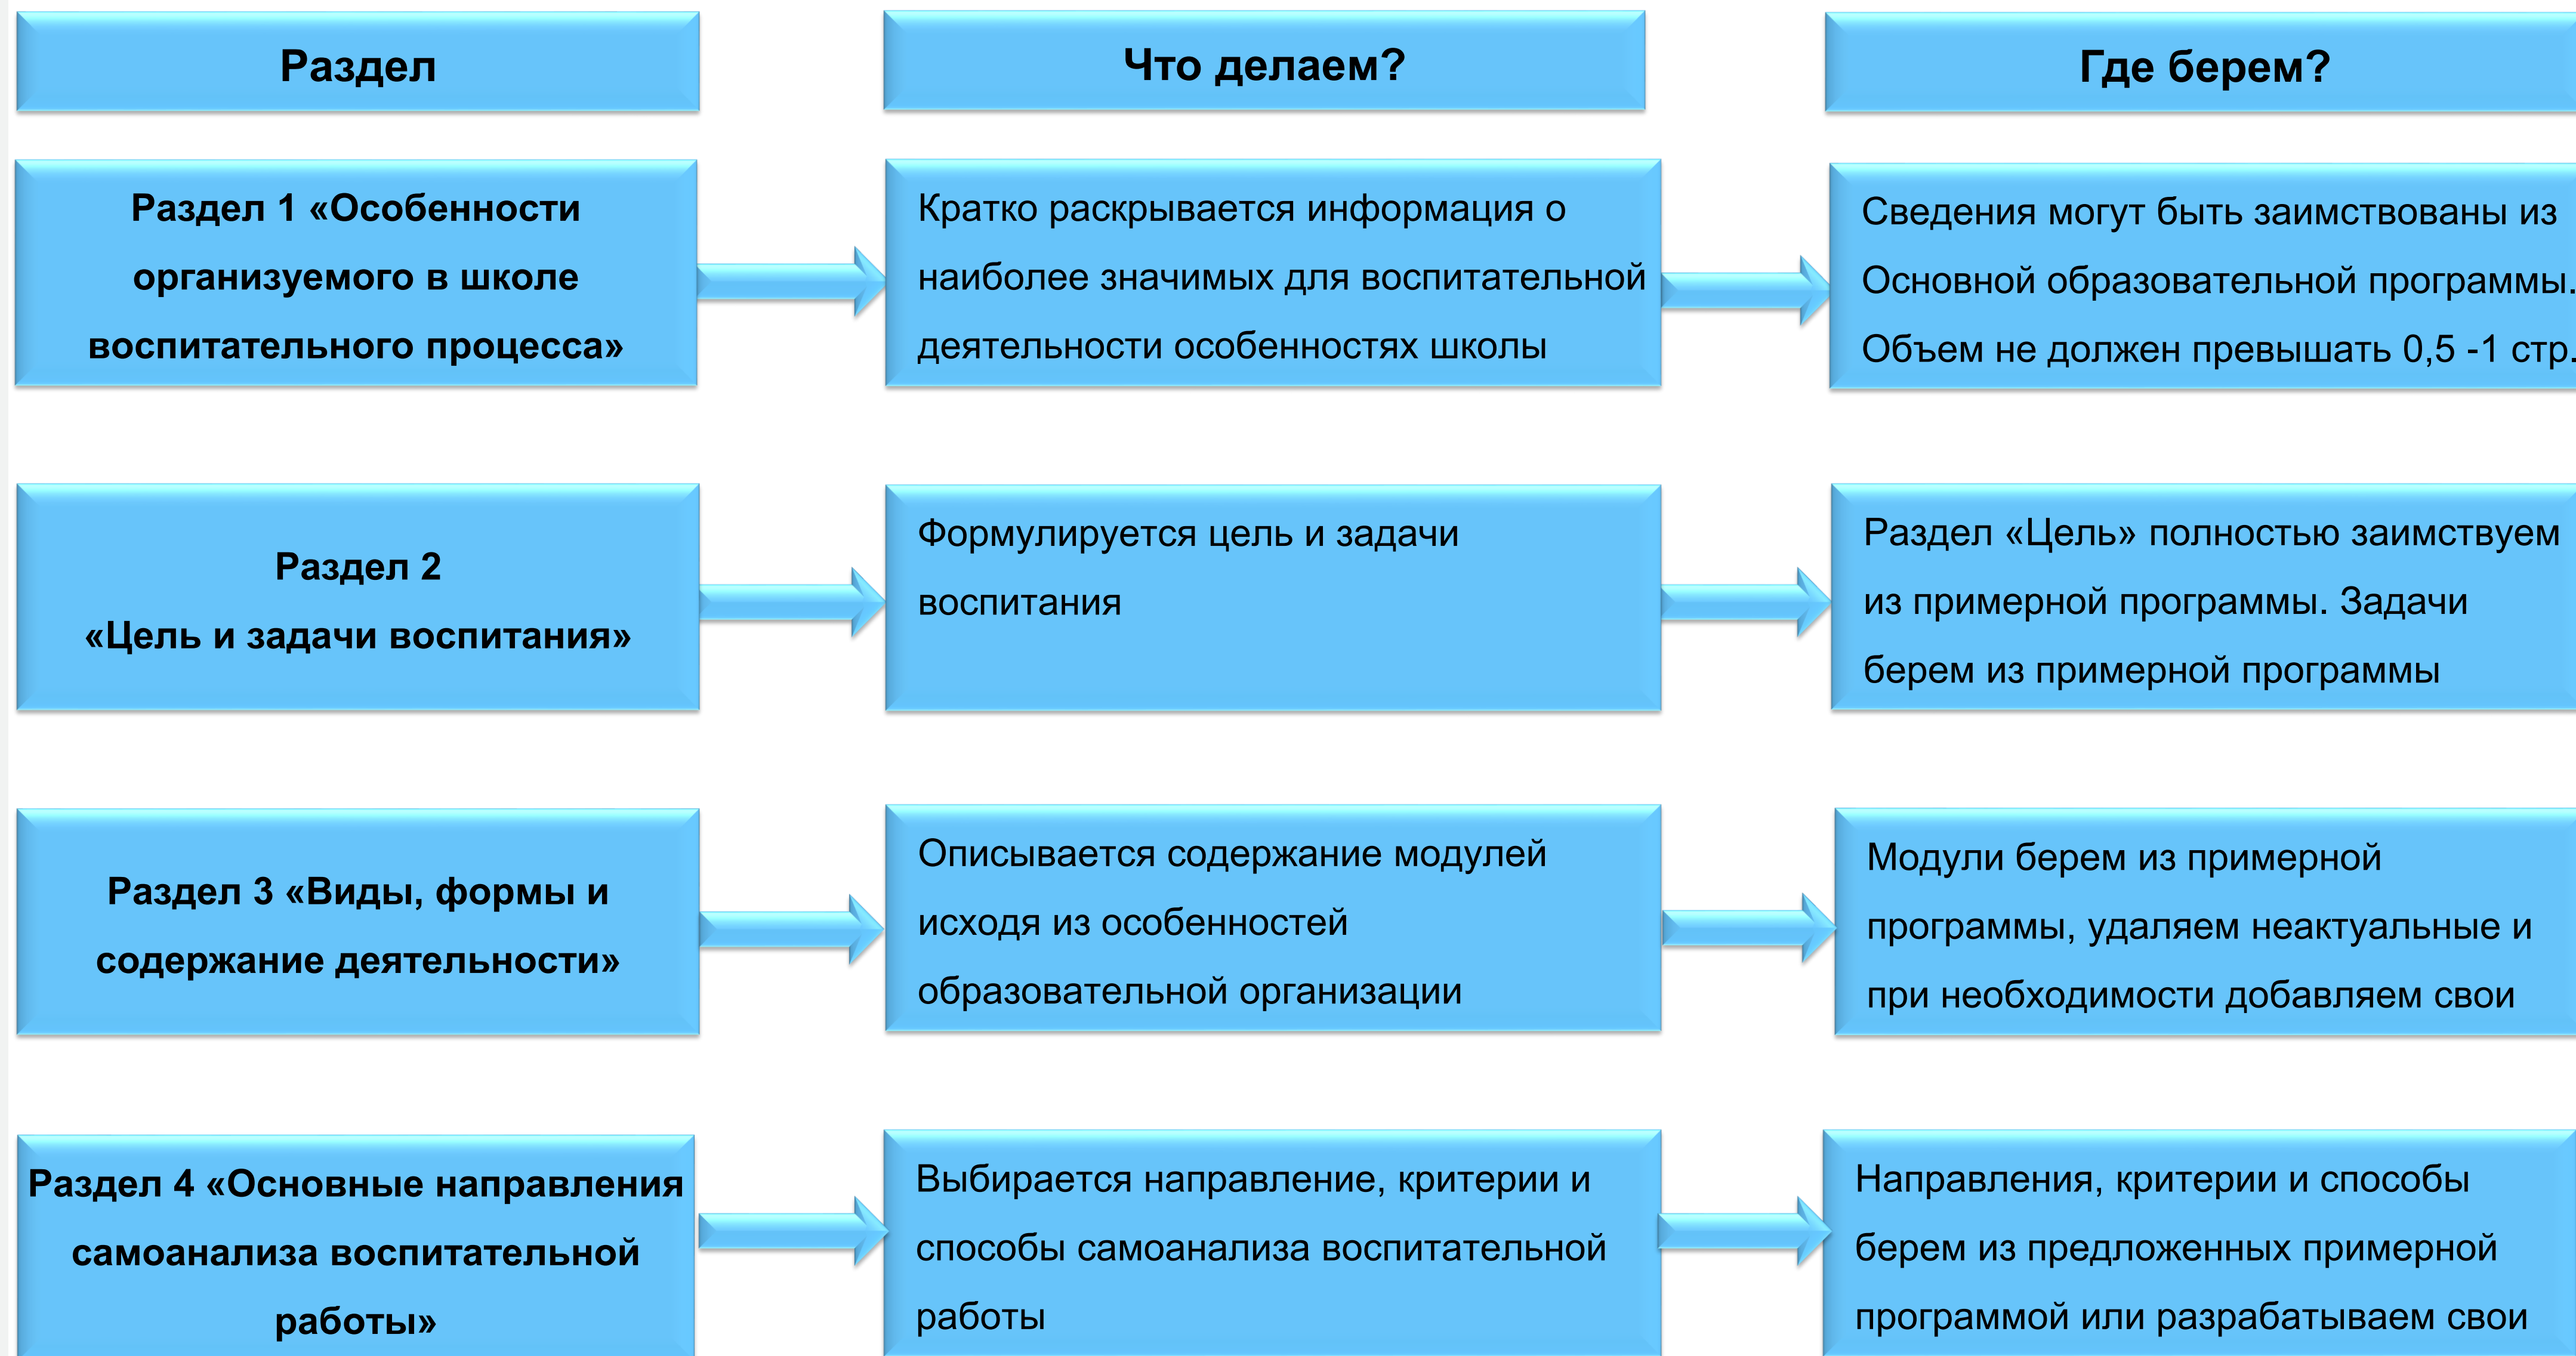 Раздел
Что делаем?
Где берем?
Раздел 1 «Особенности
организуемого в школе
воспитательного процесса»
Кратко раскрывается информация о
наиболее значимых для воспитательной
деятельности особенностях школы
Сведения могут быть заимствованы из
Основной образовательной программы.
Объем не должен превышать 0,5 -1 стр.
Раздел 2
«Цель и задачи воспитания»
Формулируется цель и задачи
воспитания
Раздел «Цель» полностью заимствуем
из примерной программы. Задачи
берем из примерной программы
Раздел 3 «Виды, формы и
содержание деятельности»
Описывается содержание модулей
исходя из особенностей
образовательной организации
Модули берем из примерной
программы, удаляем неактуальные и
при необходимости добавляем свои
Раздел 4 «Основные направления
самоанализа воспитательной
работы»
Выбирается направление, критерии и
способы самоанализа воспитательной
работы
Направления, критерии и способы
берем из предложенных примерной
программой или разрабатываем свои